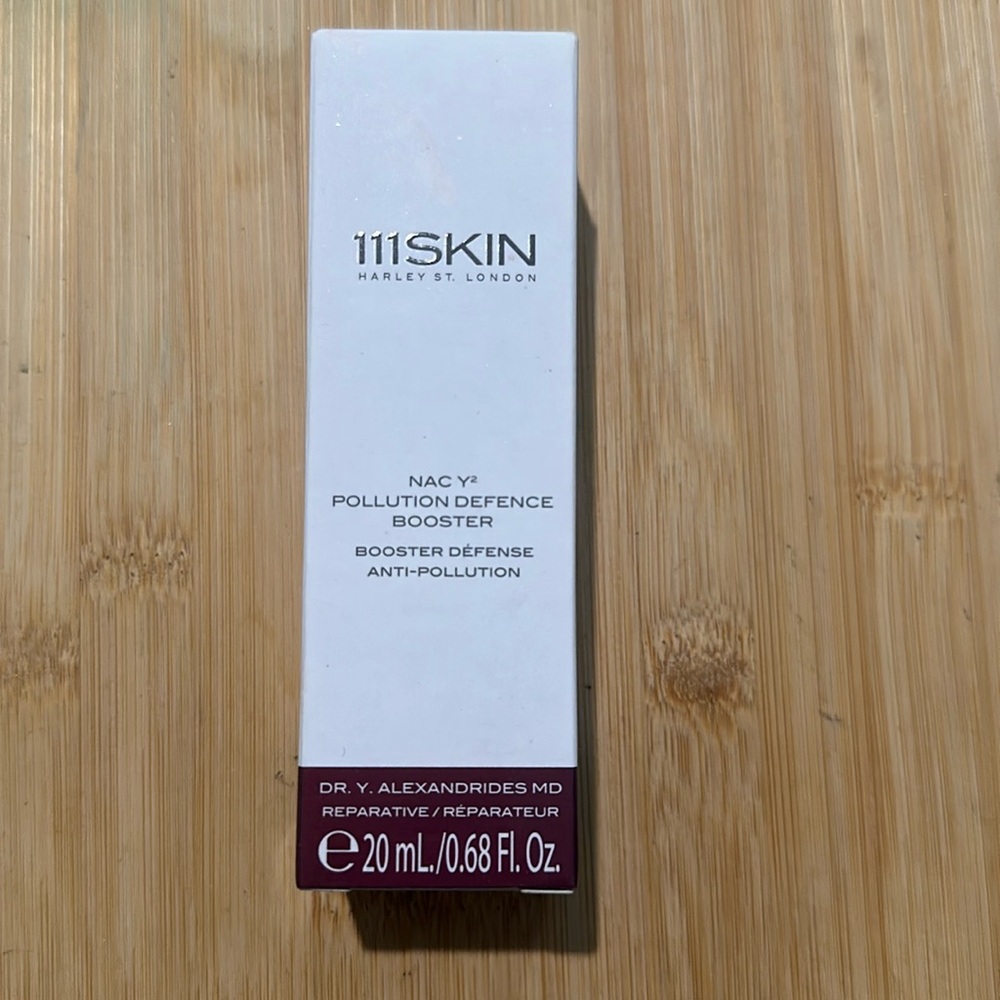 111SKIN
HARLEY ST. LONDON
NAC Y²
POLLUTION DEFENCE
BOOSTER
BOOSTER DÉFENSE
ANTI-POLLUTION
DR. Y. ALEXANDRIDES MD
REPARATIVE / RÉPARATEUR
℮ 20 mL./0.68 Fl. Oz.